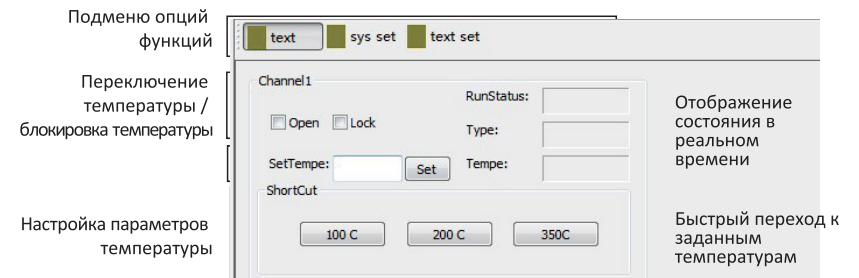 Подменю опций
функций
text sys set text set
Переключение
температуры /
блокировка температуры
Channel1
RunStatus:
Open Lock
Type:
SetTempe: Set Tempe:
Отображение
состояния в
реальном
времени
ShortCut
100 C 200 C 350C
Настройка параметров
температуры
Быстрый переход к
заданным
температурам